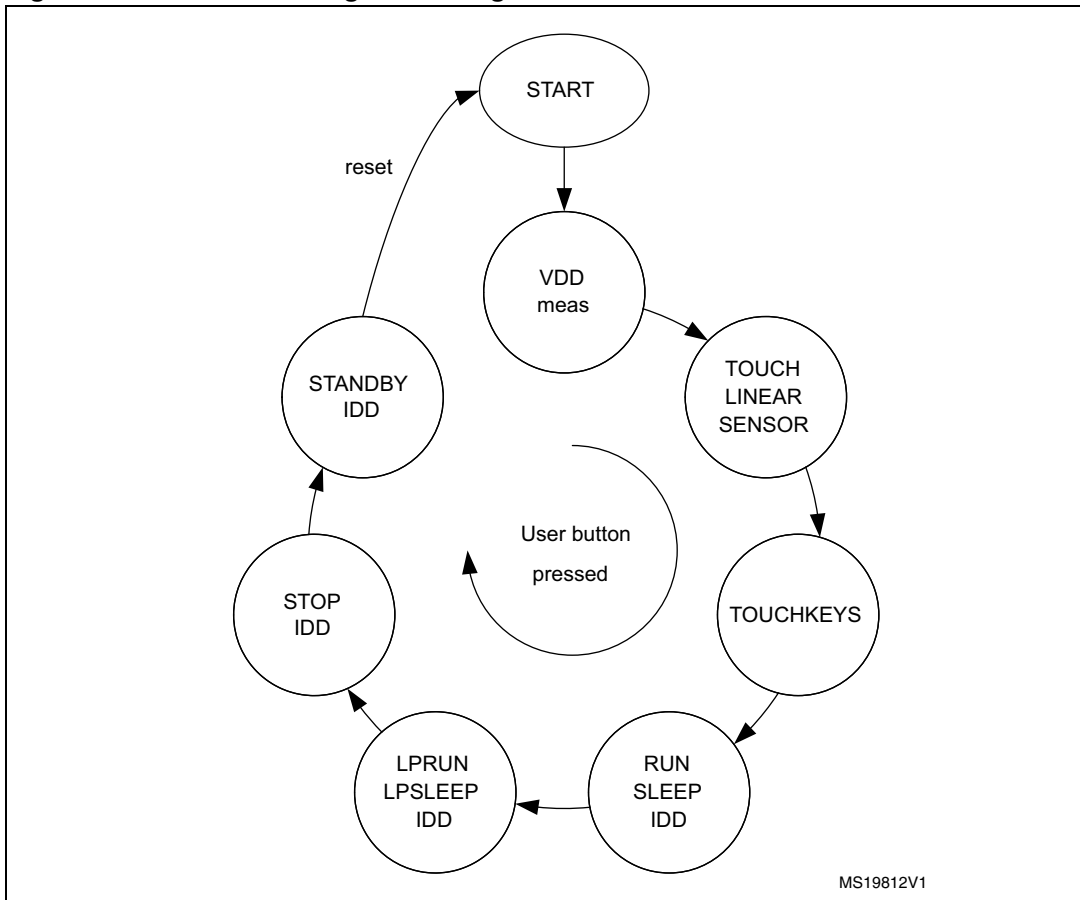 START
reset
VDD
meas
TOUCH
LINEAR
SENSOR
STANDBY
IDD
User button
pressed
TOUCHKEYS
STOP
IDD
RUN
SLEEP
IDD
LPRUN
LPSLEEP
IDD
MS19812V1